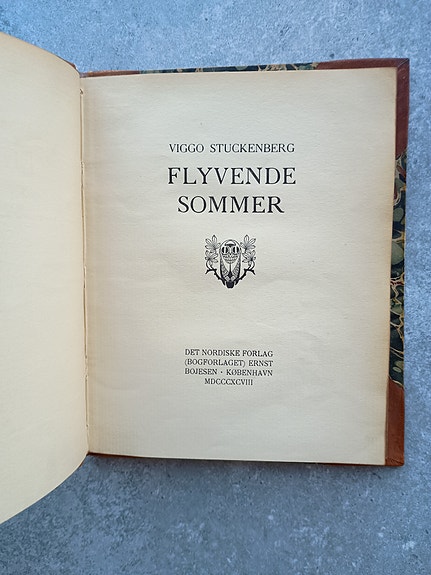 VIGGO STUCKENBERG
FLYVENDE
SOMMER
DET NORDISKE FORLAG
(BOGFORLAGET) ERNST
BOJESEN · KØBENHAVN
MDCCCXCVIII